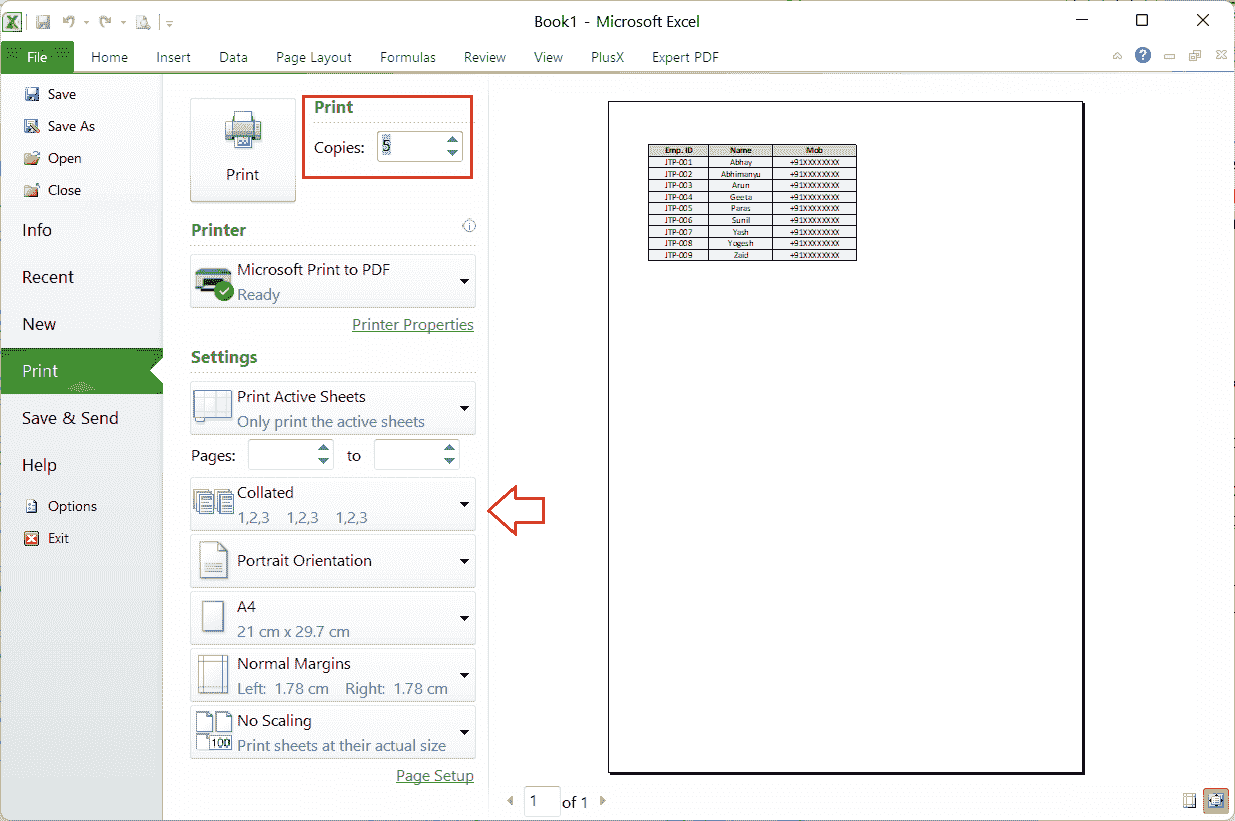 Book1 - Microsoft Excel
File Home Insert Data Page Layout Formulas Review View PlusX Expert PDF
Save
Save As
Open
Close
Info
Recent
New
Print
Save & Send
Help
Options
Exit
Print
Print
Copies: 5
Printer
Microsoft Print to PDF
Ready
Printer Properties
Settings
Print Active Sheets
Only print the active sheets
Pages: to
Collated
1,2,3 1,2,3 1,2,3
Portrait Orientation
A4
21 cm x 29.7 cm
Normal Margins
Left: 1.78 cm Right: 1.78 cm
No Scaling
100
Print sheets at their actual size
Page Setup
Emp. ID Name Mob
JTP-001 Abhay +91XXXXXXXX
JTP-002 Abhimanyu +91XXXXXXXX
JTP-003 Arun +91XXXXXXXX
JTP-004 Geeta +91XXXXXXXX
JTP-005 Paras +91XXXXXXXX
JTP-006 Sunil +91XXXXXXXX
JTP-007 Yash +91XXXXXXXX
JTP-008 Yogesh +91XXXXXXXX
JTP-009 Zaid +91XXXXXXXX
1 of 1